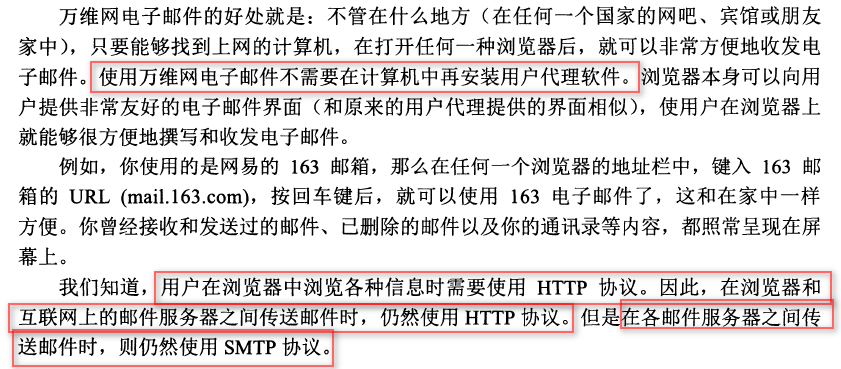 万维网电子邮件的好处就是：不管在什么地方（在任何一个国家的网吧、宾馆或朋友
家中），只要能够找到上网的计算机，在打开任何一种浏览器后，就可以非常方便地收发电
子邮件。使用万维网电子邮件不需要在计算机中再安装用户代理软件。浏览器本身可以向用
户提供非常友好的电子邮件界面（和原来的用户代理提供的界面相似），使用户在浏览器上
就能够很方便地撰写和收发电子邮件。
例如，你使用的是网易的 163 邮箱，那么在任何一个浏览器的地址栏中，键入 163 邮
箱的 URL (mail.163.com)，按回车键后，就可以使用 163 电子邮件了，这和在家中一样
方便。你曾经接收和发送过的邮件、已删除的邮件以及你的通讯录等内容，都照常呈现在屏
幕上。
我们知道，用户在浏览器中浏览各种信息时需要使用 HTTP 协议。因此，在浏览器和
互联网上的邮件服务器之间传送邮件时，仍然使用 HTTP 协议。但是在各邮件服务器之间传
送邮件时，则仍然使用 SMTP 协议。